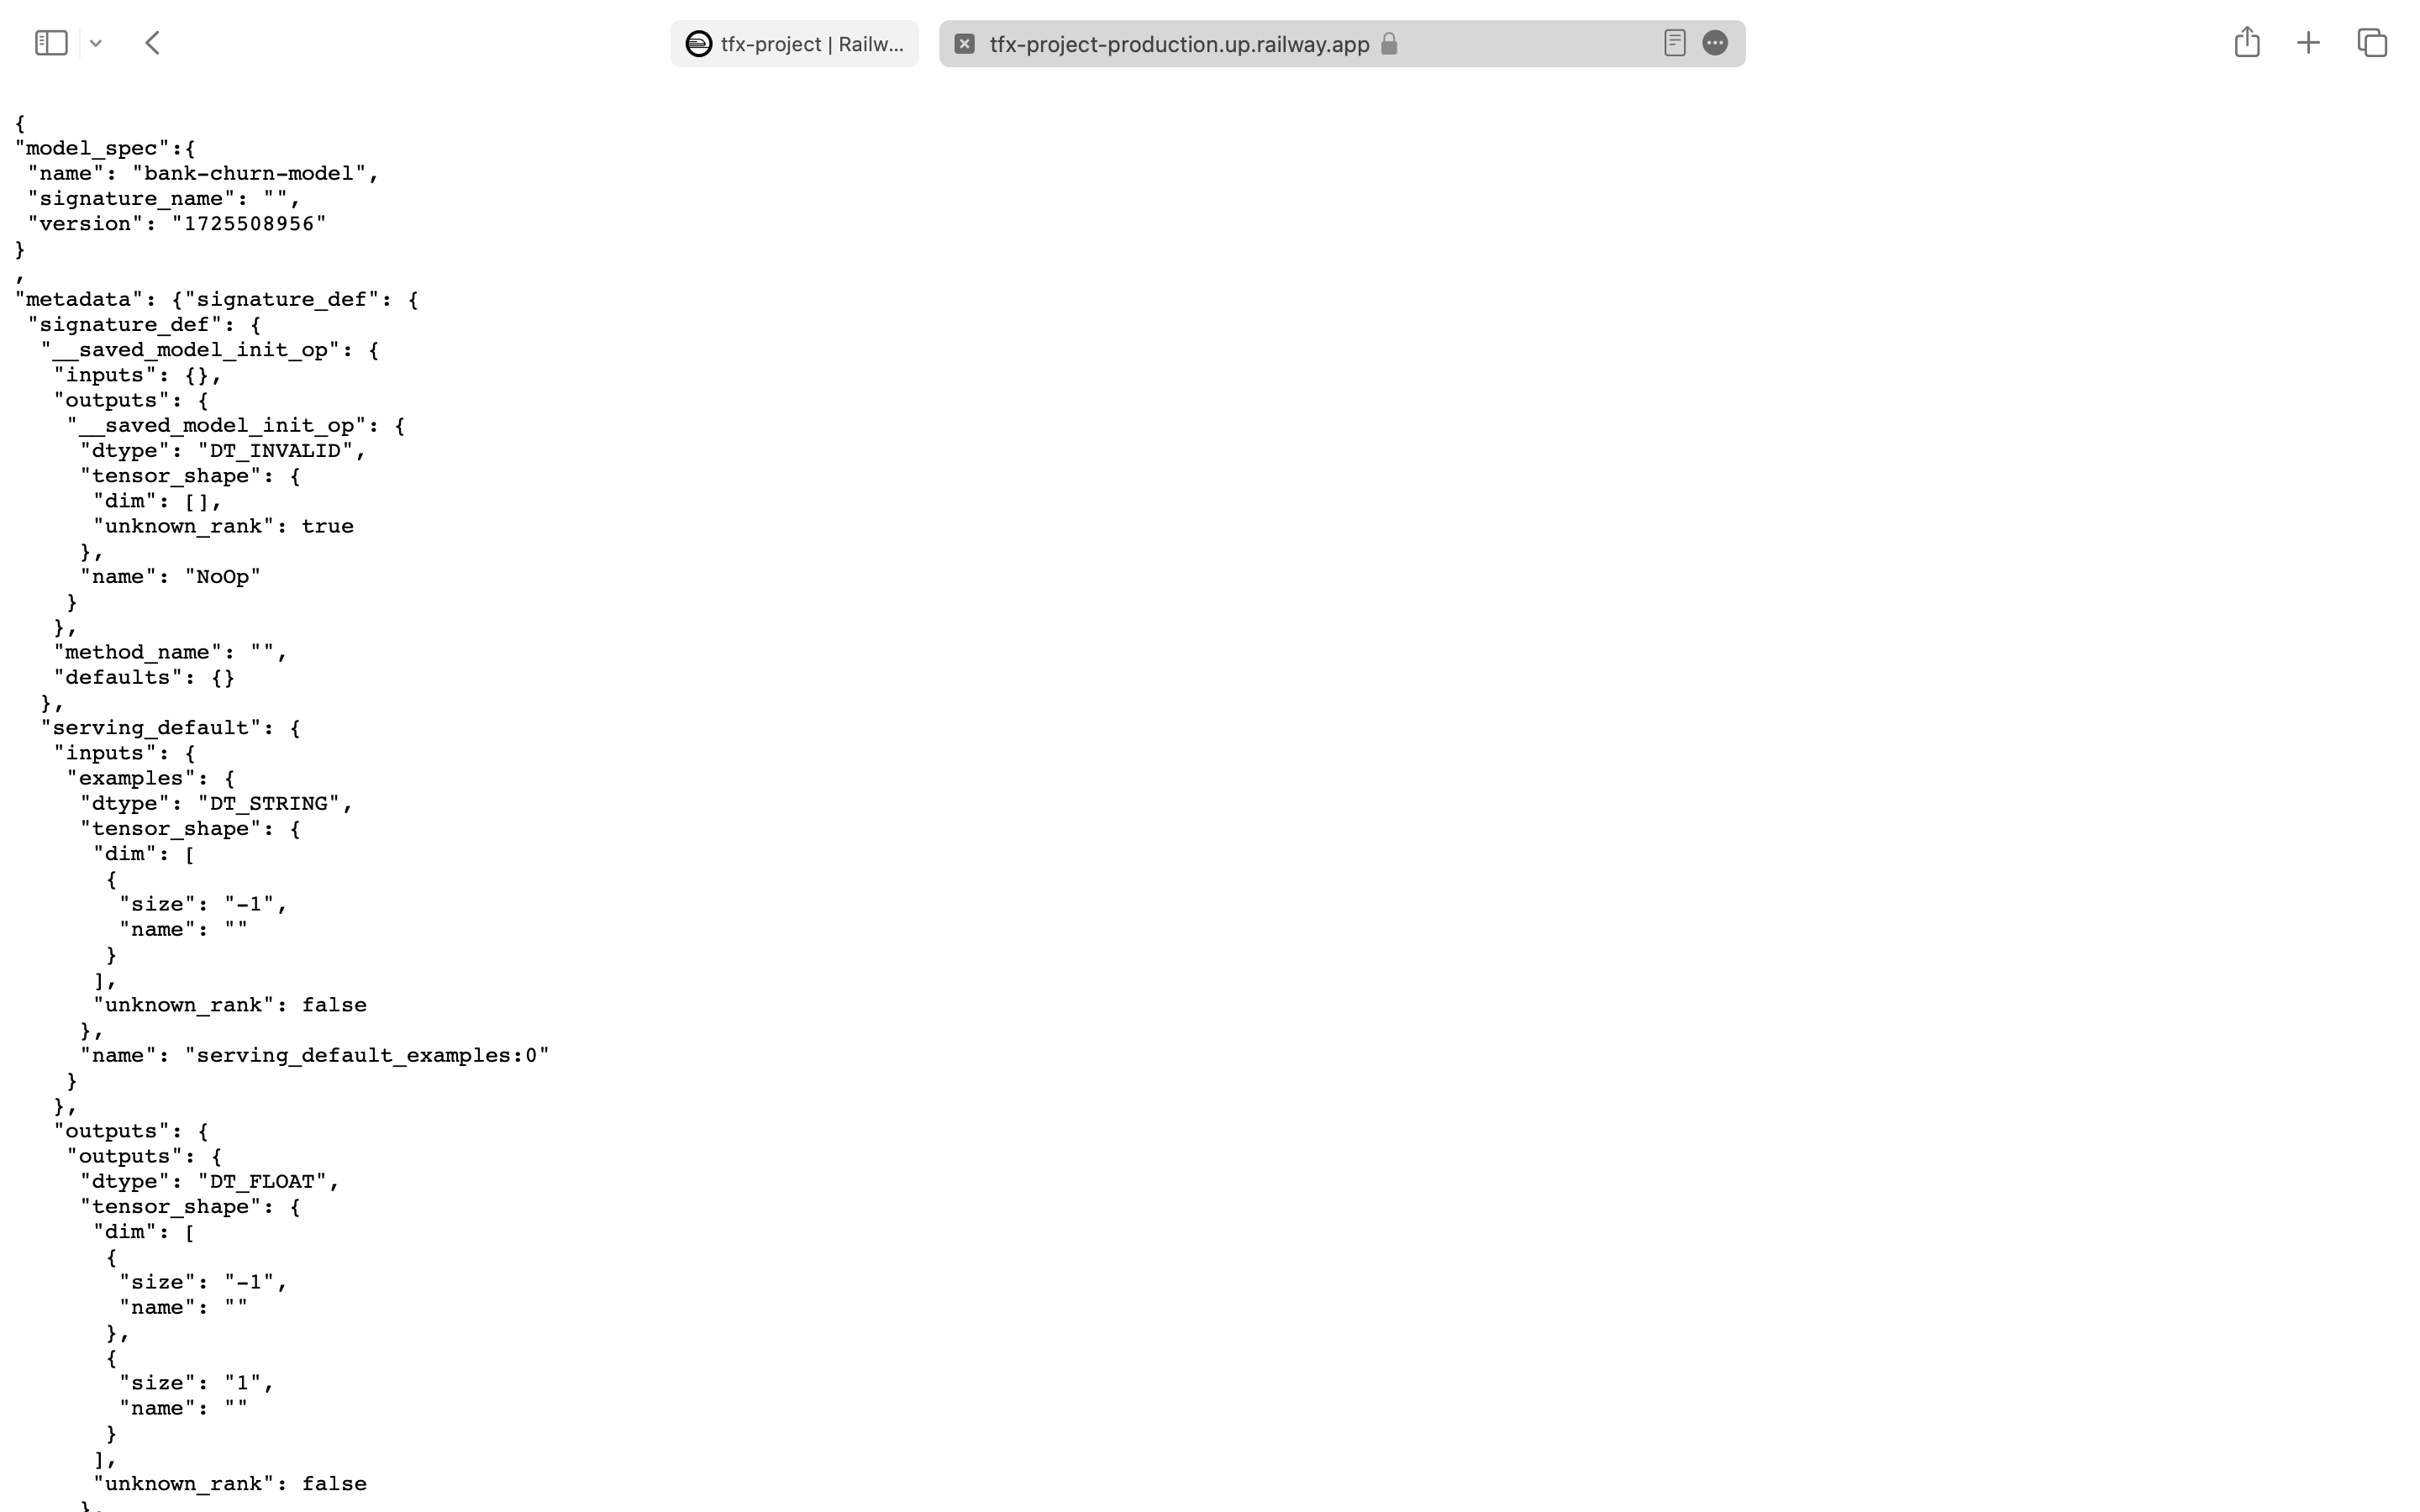 tfx-project | Railw...
tfx-project-production.up.railway.app
{
"model_spec":{
 "name": "bank-churn-model",
 "signature_name": "",
 "version": "1725508956"
}
,
"metadata": {"signature_def": {
 "signature_def": {
  "__saved_model_init_op": {
   "inputs": {},
   "outputs": {
    "__saved_model_init_op": {
     "dtype": "DT_INVALID",
     "tensor_shape": {
      "dim": [],
      "unknown_rank": true
     },
     "name": "NoOp"
    }
   },
   "method_name": "",
   "defaults": {}
  },
  "serving_default": {
   "inputs": {
    "examples": {
     "dtype": "DT_STRING",
     "tensor_shape": {
      "dim": [
       {
        "size": "-1",
        "name": ""
       }
      ],
      "unknown_rank": false
     },
     "name": "serving_default_examples:0"
    }
   },
   "outputs": {
    "outputs": {
     "dtype": "DT_FLOAT",
     "tensor_shape": {
      "dim": [
       {
        "size": "-1",
        "name": ""
       },
       {
        "size": "1",
        "name": ""
       }
      ],
      "unknown_rank": false
     },